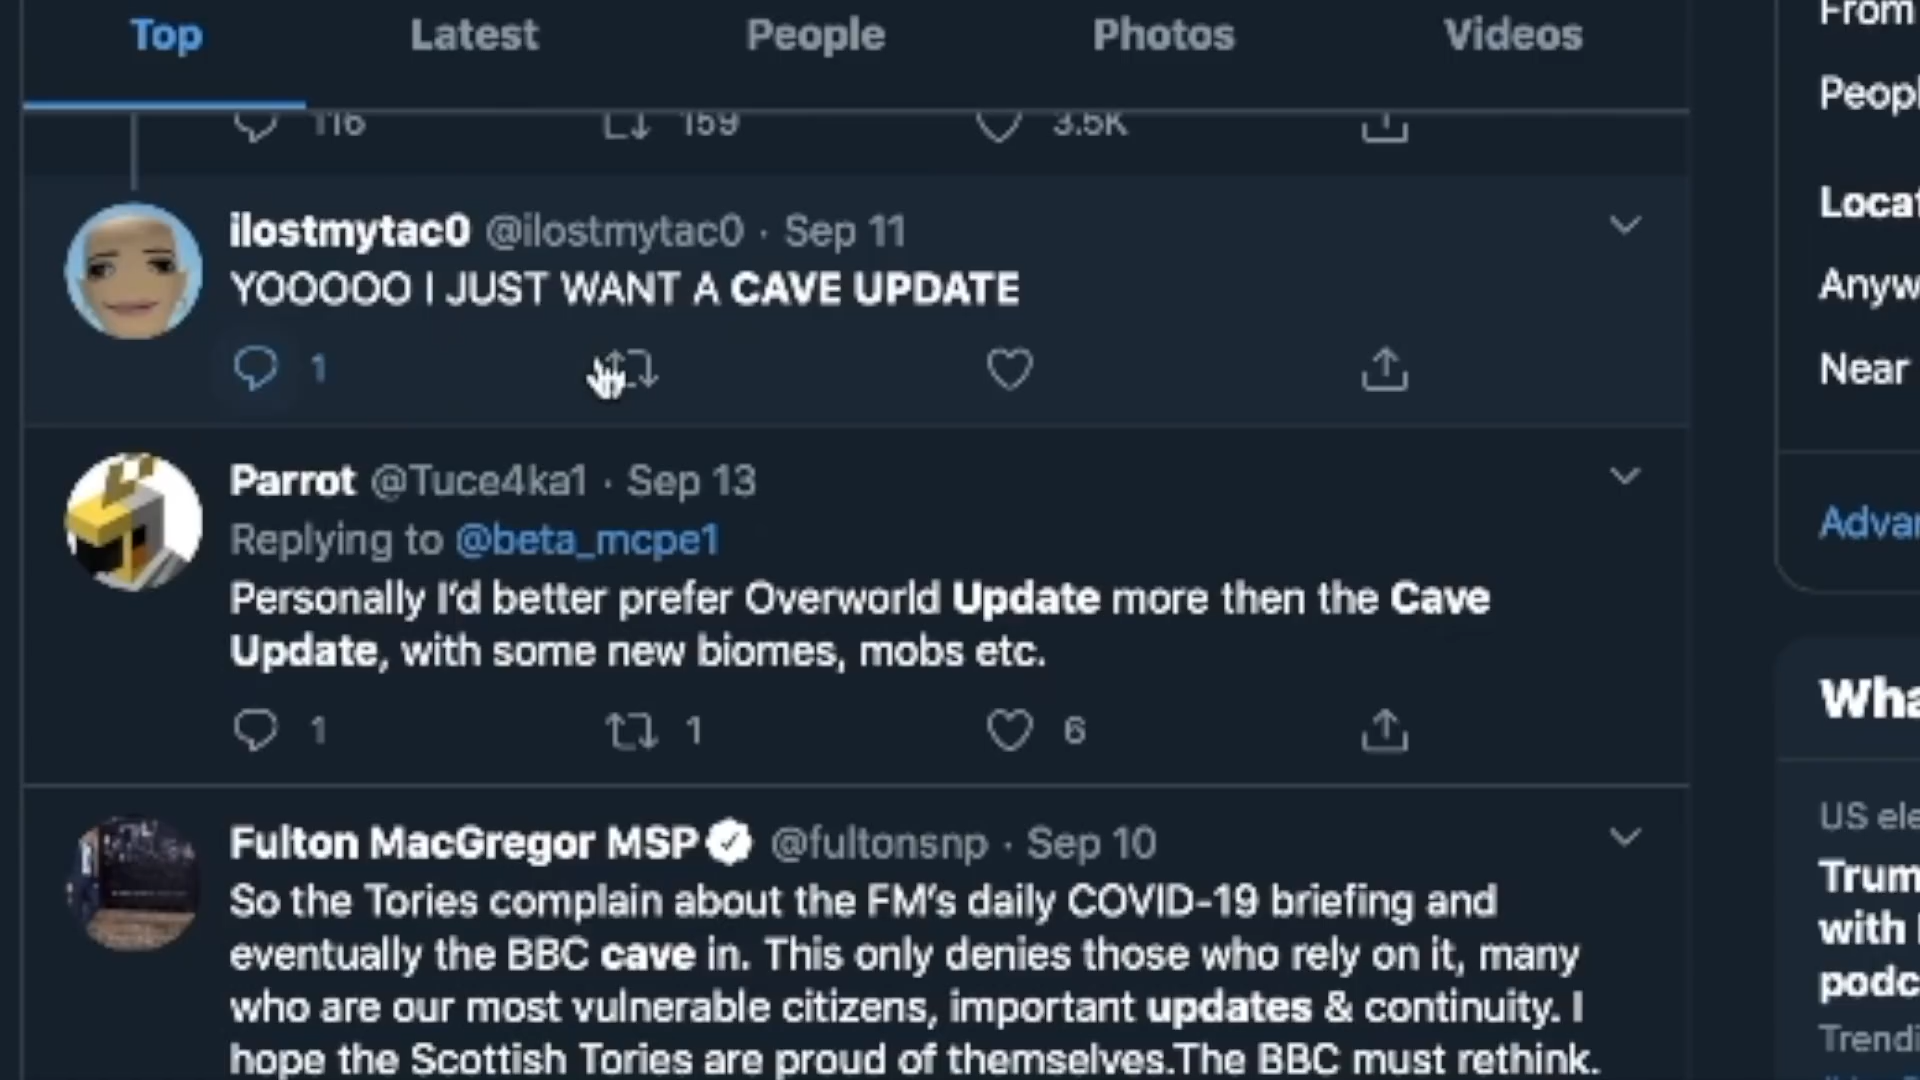 Top Latest People Photos Videos
From
116 159 3.5K
ilostmytac0 @ilostmytac0 · Sep 11
YOOOOO I JUST WANT A CAVE UPDATE
1
Parrot @Tuce4ka1 · Sep 13
Replying to @beta_mcpe1
Personally I'd better prefer Overworld Update more then the Cave
Update, with some new biomes, mobs etc.
1 1 6
Fulton MacGregor MSP @fultonsnp · Sep 10
So the Tories complain about the FM's daily COVID-19 briefing and
eventually the BBC cave in. This only denies those who rely on it, many
who are our most vulnerable citizens, important updates & continuity. I
hope the Scottish Tories are proud of themselves.The BBC must rethink.
Peopl
Locat
Anyw
Near
Advan
Wha
US ele
Trum
with
podc
Trendi